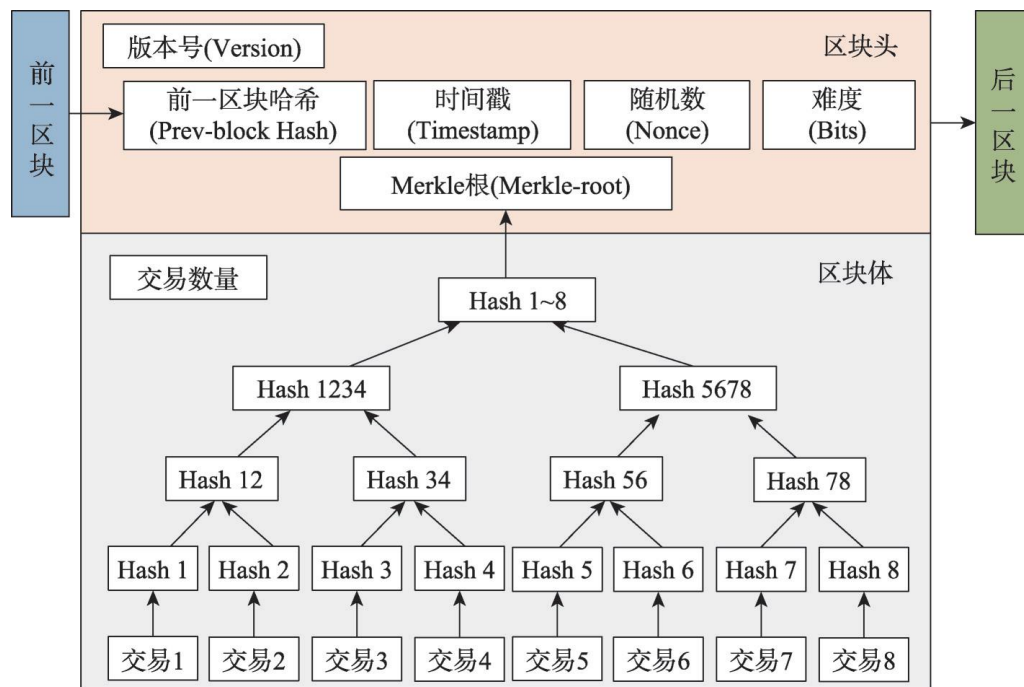 前一区块
版本号(Version)
区块头
后一区块
前一区块哈希
(Prev-block Hash)
时间戳
(Timestamp)
随机数
(Nonce)
难度
(Bits)
Merkle根(Merkle-root)
交易数量
区块体
Hash 1~8
Hash 1234
Hash 5678
Hash 12
Hash 34
Hash 56
Hash 78
Hash 1
Hash 2
Hash 3
Hash 4
Hash 5
Hash 6
Hash 7
Hash 8
交易1
交易2
交易3
交易4
交易5
交易6
交易7
交易8